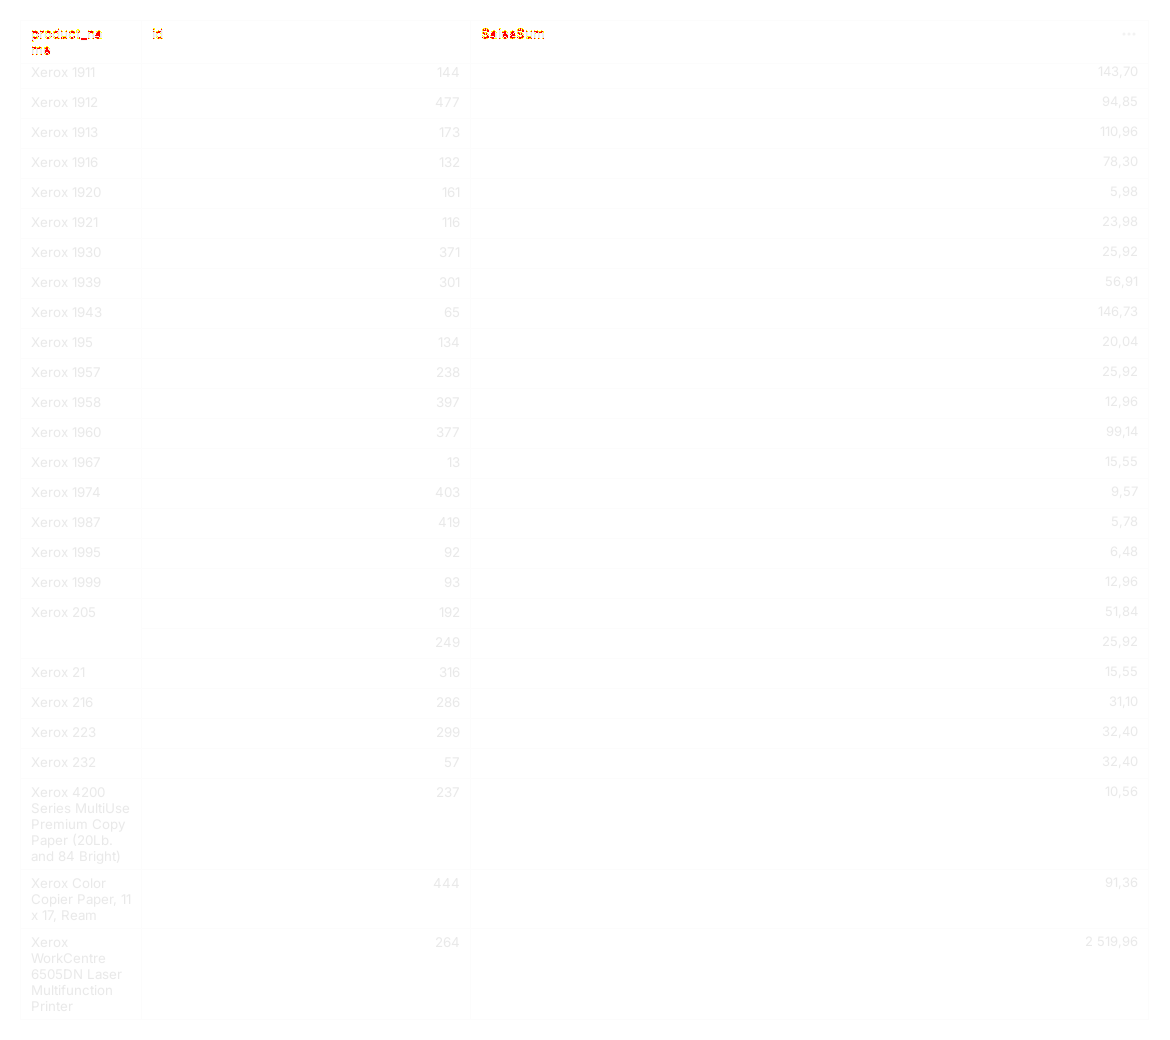 product_na id SalesSum ...
me
Xerox 1911 144 143,70
Xerox 1912 477 94,85
Xerox 1913 173 110,96
Xerox 1916 132 78,30
Xerox 1920 161 5,98
Xerox 1921 116 23,98
Xerox 1930 371 25,92
Xerox 1939 301 56,91
Xerox 1943 65 146,73
Xerox 195 134 20,04
Xerox 1957 238 25,92
Xerox 1958 397 12,96
Xerox 1960 377 99,14
Xerox 1967 13 15,55
Xerox 1974 403 9,57
Xerox 1987 419 5,78
Xerox 1995 92 6,48
Xerox 1999 93 12,96
Xerox 205 192 51,84
249 25,92
Xerox 21 316 15,55
Xerox 216 286 31,10
Xerox 223 299 32,40
Xerox 232 57 32,40
Xerox 4200 237 10,56
Series MultiUse
Premium Copy
Paper (20Lb.
and 84 Bright)
Xerox Color 444 91,36
Copier Paper, 11
x 17, Ream
Xerox 264 2 519,96
WorkCentre
6505DN Laser
Multifunction
Printer